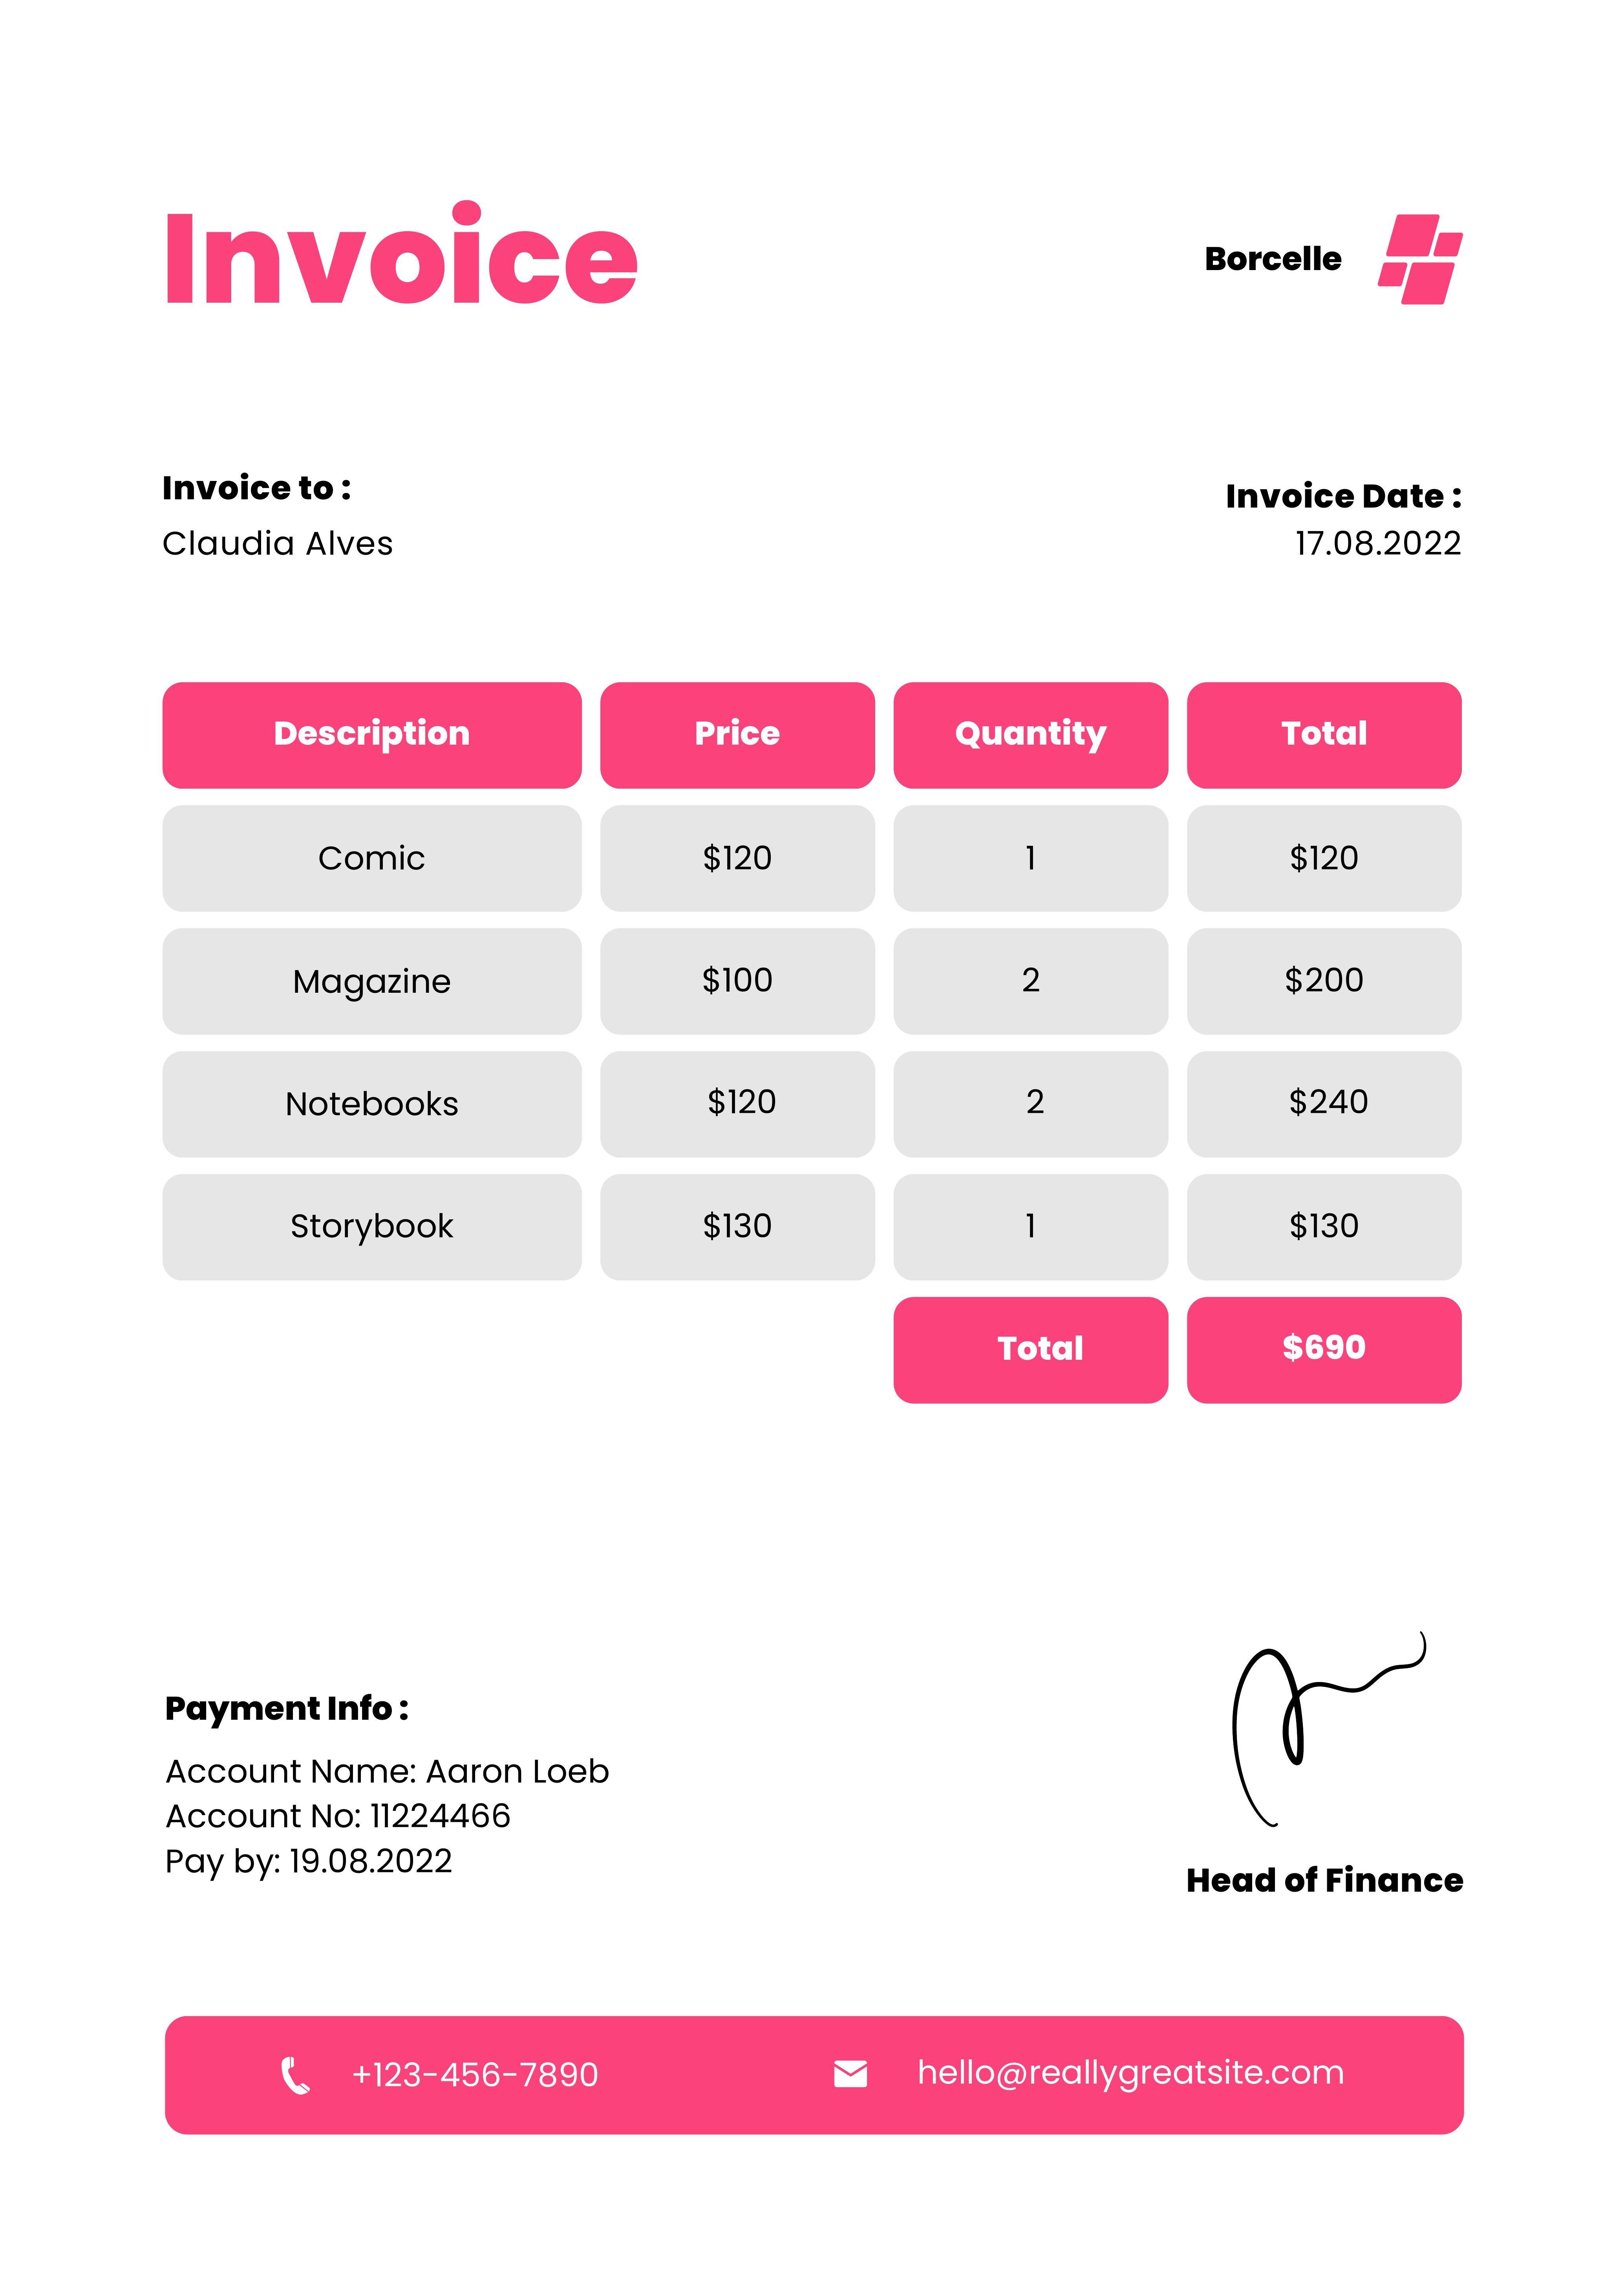 Invoice
Borcelle
Invoice to :
Claudia Alves
Invoice Date :
17.08.2022
Description Price Quantity Total
Comic $120 1 $120
Magazine $100 2 $200
Notebooks $120 2 $240
Storybook $130 1 $130
Total $690
Payment Info :
Account Name: Aaron Loeb
Account No: 11224466
Pay by: 19.08.2022
Head of Finance
+123-456-7890 hello@reallygreatsite.com